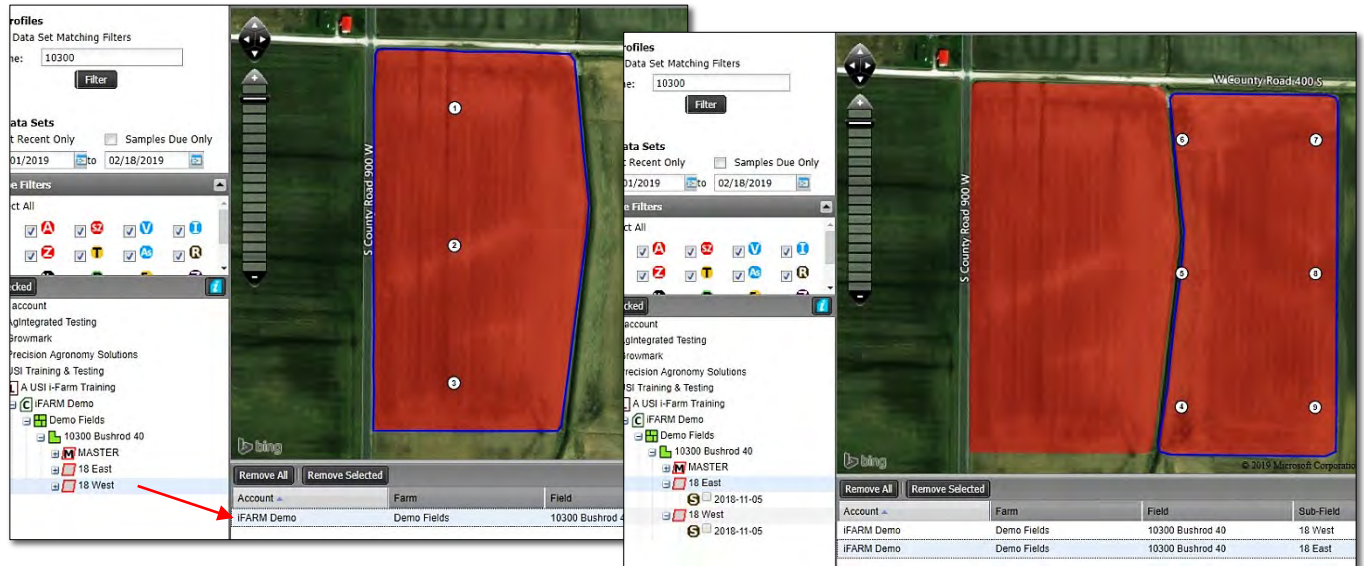 rofiles
Data Set Matching Filters
ne: 10300
Filter
ata Sets
t Recent Only Samples Due Only
01/2019 to 02/18/2019
e Filters
ct All
A SZ V I
Z T As R
cked i
account
AgIntegrated Testing
Growmark
Precision Agronomy Solutions
USI Training & Testing
L A USI i-Farm Training
C iFARM Demo
Demo Fields
10300 Bushrod 40
M MASTER
18 East
18 West
S County Road 900 W
1
2
3
bing
Remove All Remove Selected
Account Farm Field
iFARM Demo Demo Fields 10300 Bushrod 4
rofiles
Data Set Matching Filters
ne: 10300
Filter
ata Sets
t Recent Only Samples Due Only
01/2019 to 02/18/2019
e Filters
ct All
A SZ V I
Z T As R
cked i
account
AgIntegrated Testing
Growmark
Precision Agronomy Solutions
USI Training & Testing
L A USI i-Farm Training
C iFARM Demo
Demo Fields
10300 Bushrod 40
M MASTER
18 East
S 2018-11-05
18 West
S 2018-11-05
W County Road 400 S
S County Road 900 W
6 7
5 8
4 9
bing
© 2019 Microsoft Corporatio
Remove All Remove Selected
Account Farm Field Sub-Field
iFARM Demo Demo Fields 10300 Bushrod 40 18 West
iFARM Demo Demo Fields 10300 Bushrod 40 18 East